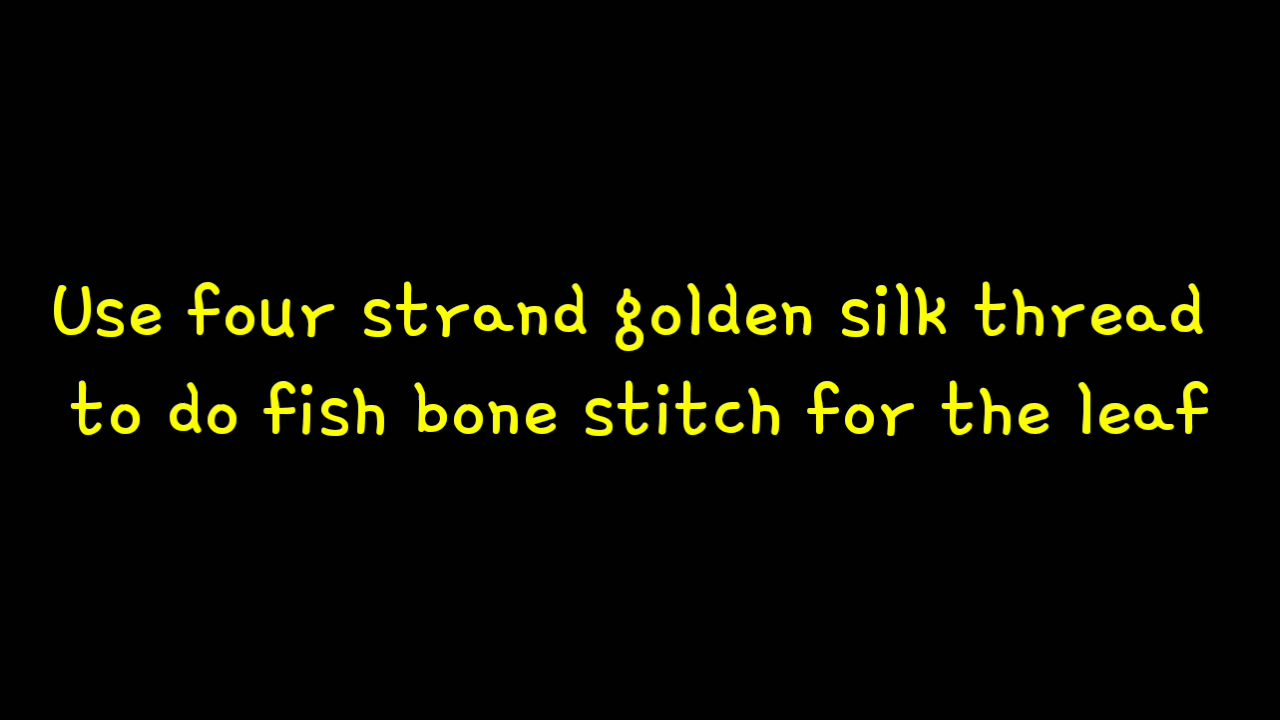 Use four strand golden silk thread
to do fish bone stitch for the leaf